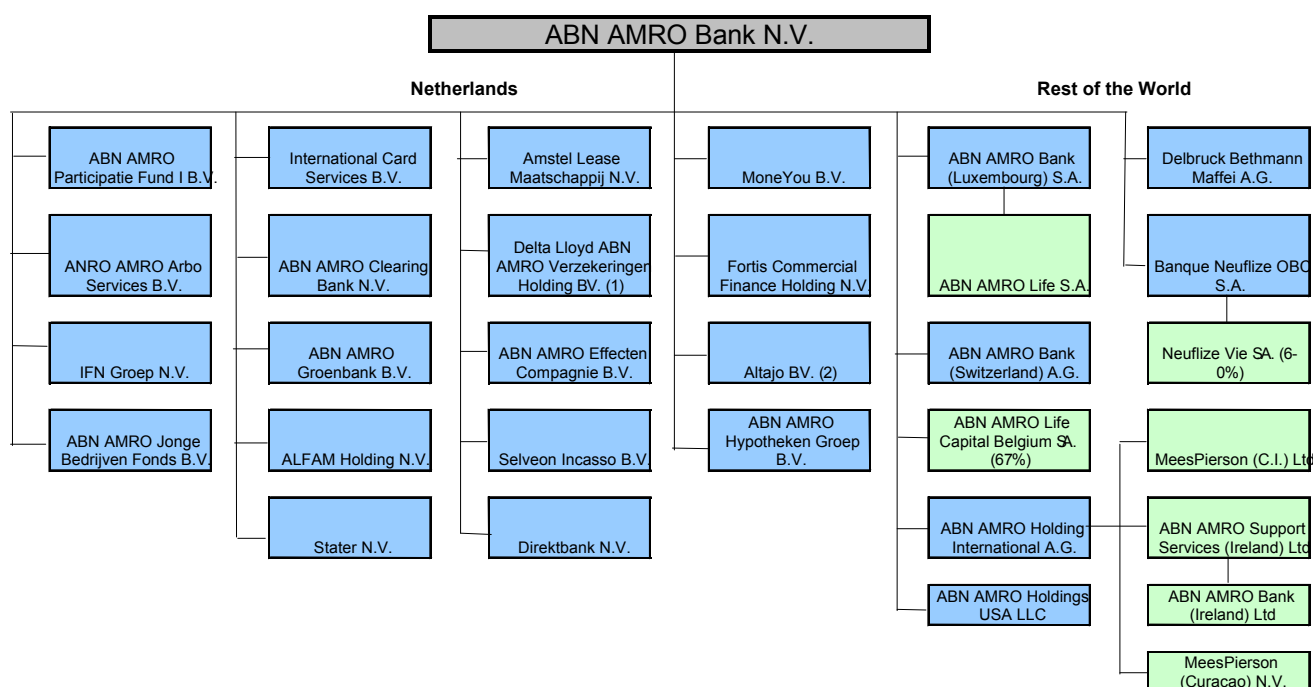 ABN AMRO Bank N.V.
Netherlands
Rest of the World
ABN AMRO
Participatie Fund I B.V.
ANRO AMRO Arbo
Services B.V.
IFN Groep N.V.
ABN AMRO Jonge
Bedrijven Fonds B.V.
International Card
Services B.V.
ABN AMRO Clearing
Bank N.V.
ABN AMRO
Groenbank B.V.
ALFAM Holding N.V.
Stater N.V.
Amstel Lease
Maatschappij N.V.
Delta Lloyd ABN
AMRO Verzekeringen
Holding BV. (1)
ABN AMRO Effecten
Compagnie B.V.
Selveon Incasso B.V.
Direktbank N.V.
MoneYou B.V.
Fortis Commercial
Finance Holding N.V.
Altajo BV. (2)
ABN AMRO
Hypotheken Groep
B.V.
ABN AMRO Bank
(Luxembourg) S.A.
ABN AMRO Life S.A.
ABN AMRO Bank
(Switzerland) A.G.
ABN AMRO Life
Capital Belgium SA.
(67%)
ABN AMRO Holding
International A.G.
ABN AMRO Holdings
USA LLC
Delbruck Bethmann
Maffei A.G.
Banque Neuflize OBC
S.A.
Neuflize Vie SA. (6-
0%)
MeesPierson (C.I.) Ltd
ABN AMRO Support
Services (Ireland) Ltd
ABN AMRO Bank
(Ireland) Ltd
MeesPierson
(Curacao) N.V.